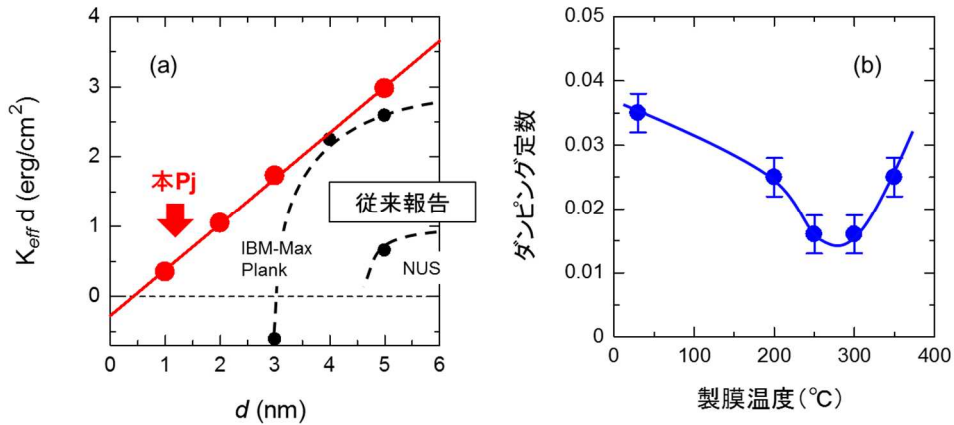 (a)
4
3
2
1
0
K_eff d (erg/cm²)
本Pj
従来報告
IBM-Max
Plank
NUS
0 1 2 3 4 5 6
d (nm)
(b)
0.05
0.04
0.03
0.02
0.01
0
ダンピング定数
0 100 200 300 400
製膜温度(℃)